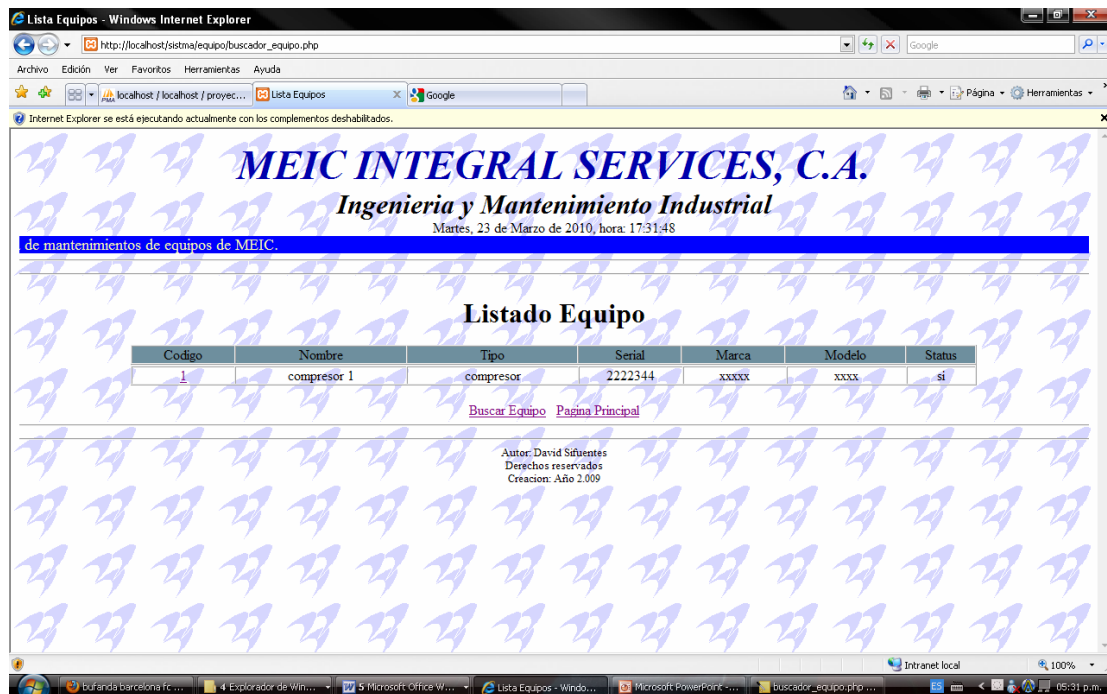 Lista Equipos - Windows Internet Explorer
http://localhost/sistma/equipo/buscador_equipo.php
Google
Archivo Edición Ver Favoritos Herramientas Ayuda
localhost / localhost / proyec... Lista Equipos Google Página Herramientas
Internet Explorer se está ejecutando actualmente con los complementos deshabilitados.
MEIC INTEGRAL SERVICES, C.A.
Ingenieria y Mantenimiento Industrial
Martes, 23 de Marzo de 2010, hora: 17:31:48
de mantenimientos de equipos de MEIC.
Listado Equipo
Codigo Nombre Tipo Serial Marca Modelo Status
1 compresor 1 compresor 2222344 xxxxx xxxx si
Buscar Equipo Pagina Principal
Autor: David Sifuentes
Derechos reservados
Creacion: Año 2.009
Intranet local 100%
bufanda barcelona fc ... 4 Explorador de Win... 5 Microsoft Office W... Lista Equipos - Windo... Microsoft PowerPoint -... buscador_equipo.php ... ES 05:31 p.m.